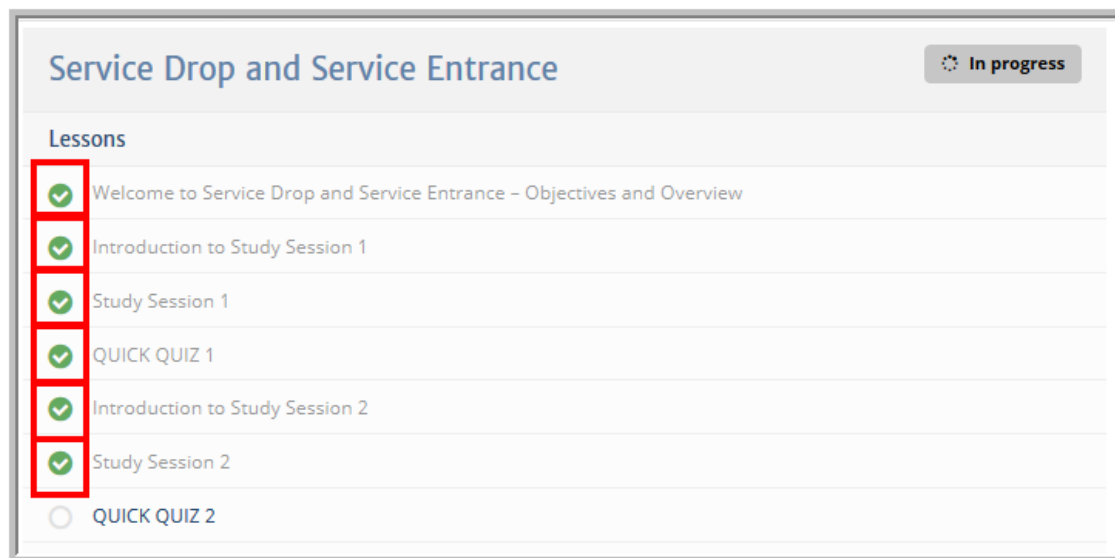 Service Drop and Service Entrance
In progress
Lessons
Welcome to Service Drop and Service Entrance – Objectives and Overview
Introduction to Study Session 1
Study Session 1
QUICK QUIZ 1
Introduction to Study Session 2
Study Session 2
QUICK QUIZ 2